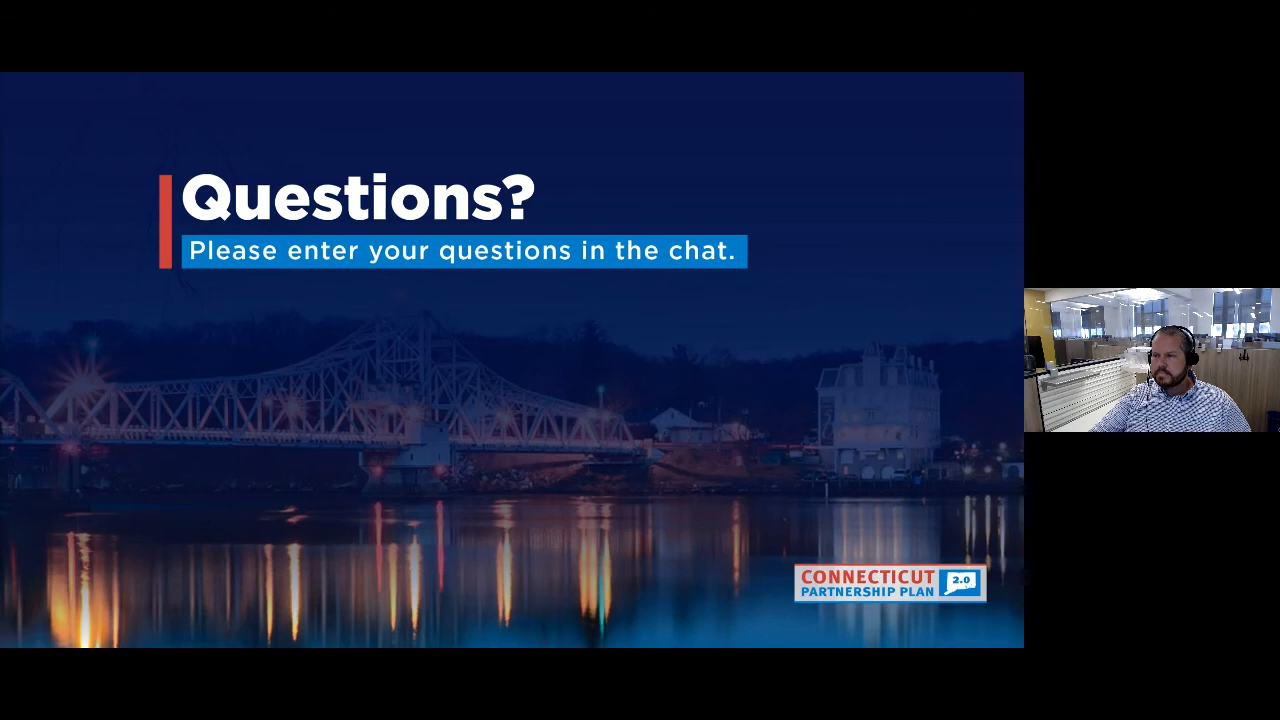 Questions?
Please enter your questions in the chat.
CONNECTICUT
PARTNERSHIP PLAN
2.0